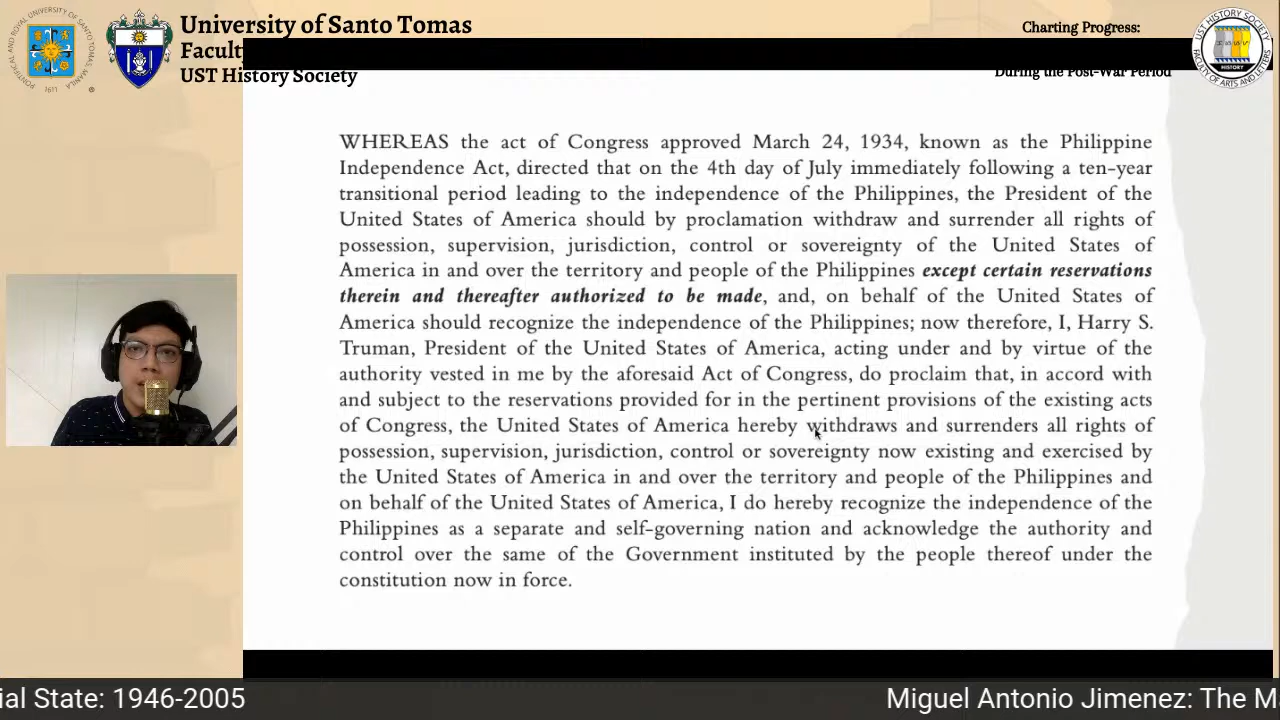 University of Santo Tomas
Charting Progress:
Facult
UST History Society
During the Post-War Period
WHEREAS the act of Congress approved March 24, 1934, known as the Philippine
Independence Act, directed that on the 4th day of July immediately following a ten-year
transitional period leading to the independence of the Philippines, the President of the
United States of America should by proclamation withdraw and surrender all rights of
possession, supervision, jurisdiction, control or sovereignty of the United States of
America in and over the territory and people of the Philippines except certain reservations
therein and thereafter authorized to be made, and, on behalf of the United States of
America should recognize the independence of the Philippines; now therefore, I, Harry S.
Truman, President of the United States of America, acting under and by virtue of the
authority vested in me by the aforesaid Act of Congress, do proclaim that, in accord with
and subject to the reservations provided for in the pertinent provisions of the existing acts
of Congress, the United States of America hereby withdraws and surrenders all rights of
possession, supervision, jurisdiction, control or sovereignty now existing and exercised by
the United States of America in and over the territory and people of the Philippines and
on behalf of the United States of America, I do hereby recognize the independence of the
Philippines as a separate and self-governing nation and acknowledge the authority and
control over the same of the Government instituted by the people thereof under the
constitution now in force.
ial State: 1946-2005
Miguel Antonio Jimenez: The M